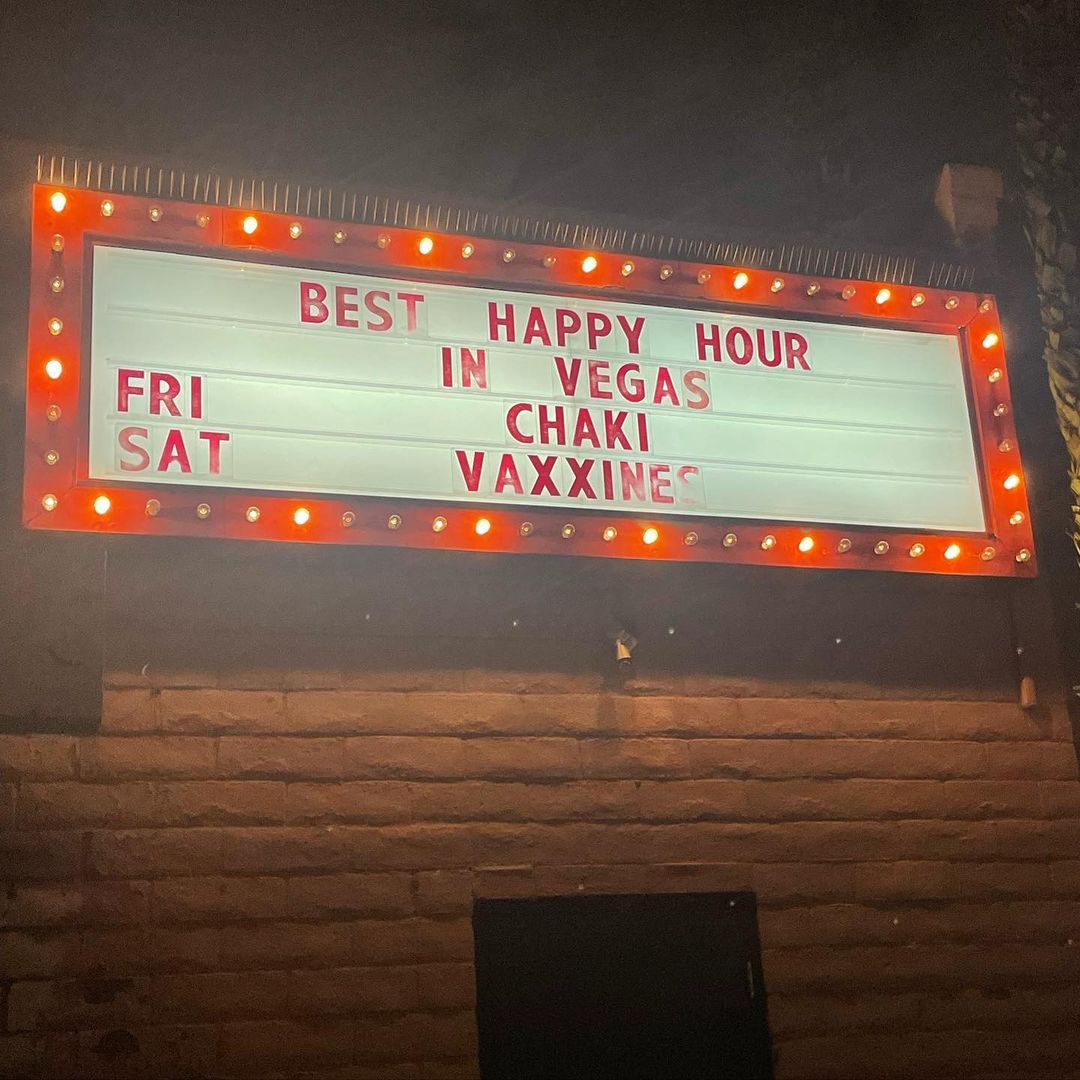 BEST HAPPY HOUR
IN VEGAS
FRI CHAKI
SAT VAXXINES